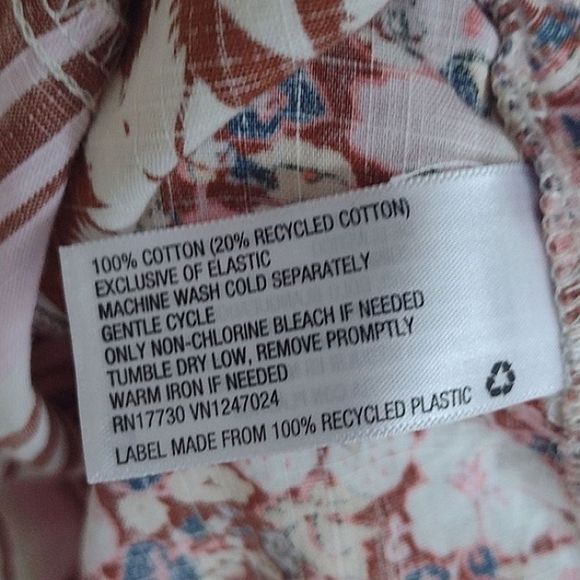 100% COTTON (20% RECYCLED COTTON)
EXCLUSIVE OF ELASTIC
MACHINE WASH COLD SEPARATELY
GENTLE CYCLE
ONLY NON-CHLORINE BLEACH IF NEEDED
TUMBLE DRY LOW, REMOVE PROMPTLY
WARM IRON IF NEEDED
RN17730 VN1247024
LABEL MADE FROM 100% RECYCLED PLASTIC